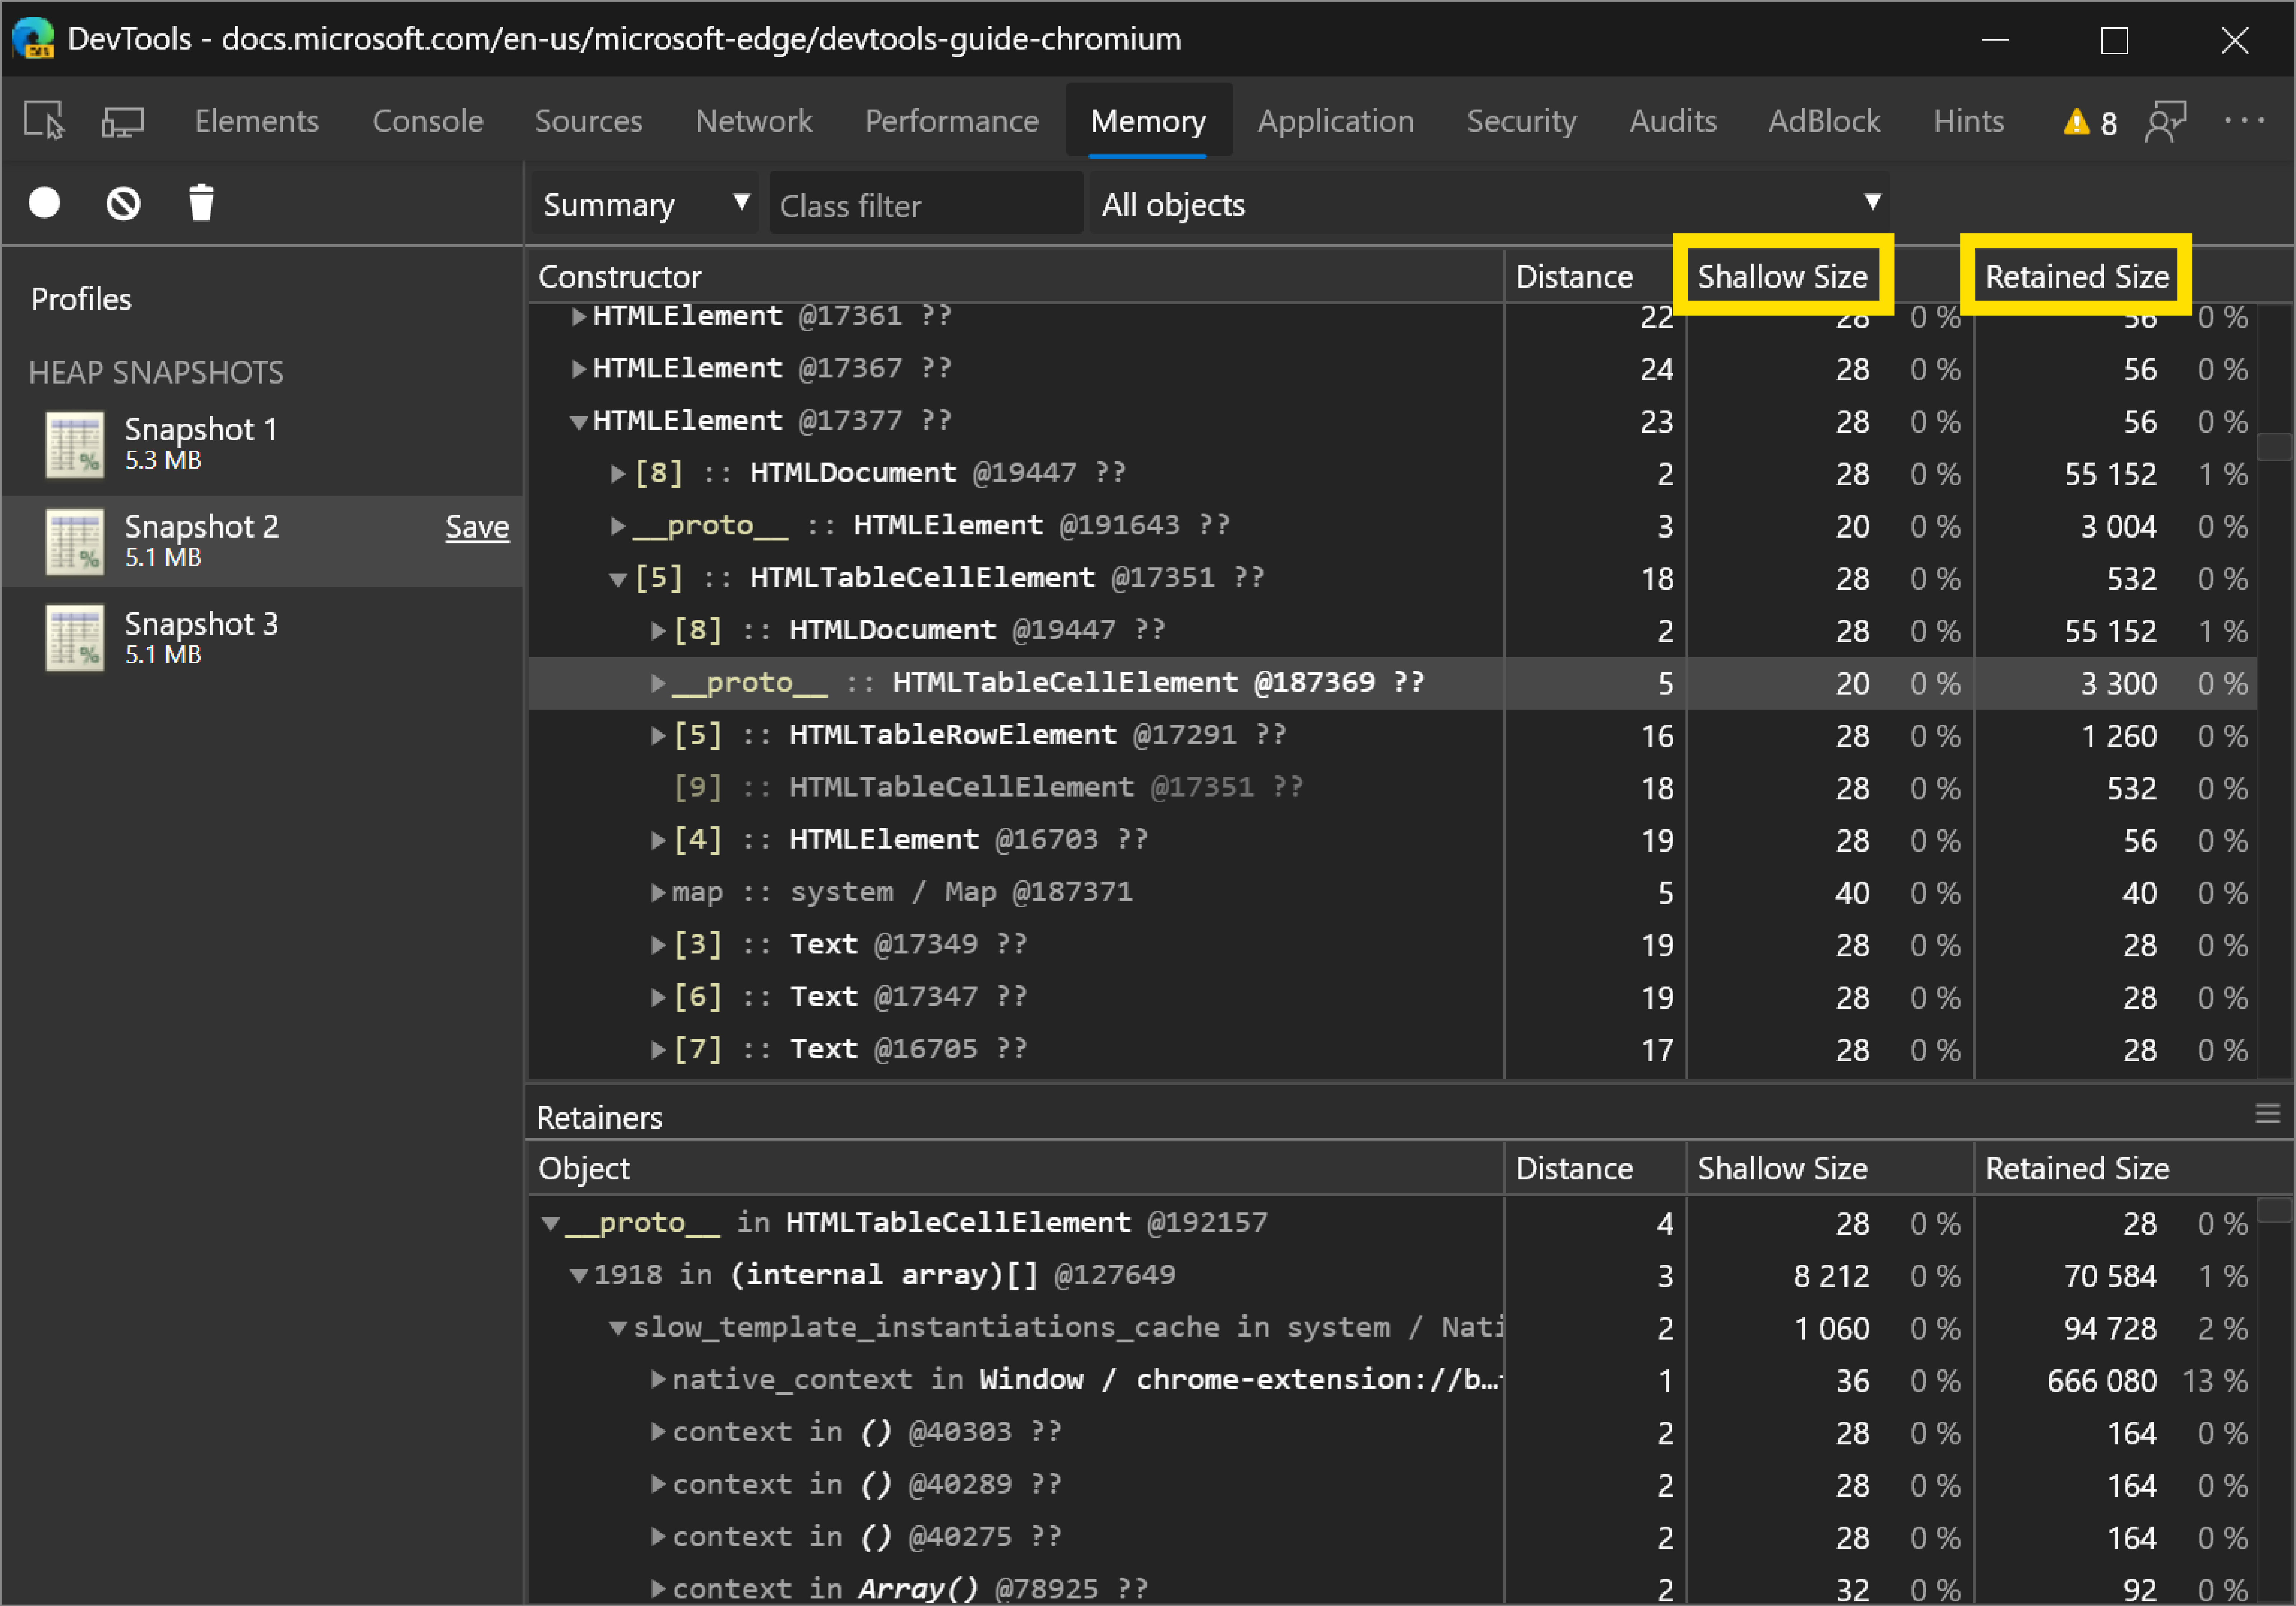 DevTools - docs.microsoft.com/en-us/microsoft-edge/devtools-guide-chromium
Elements Console Sources Network Performance Memory Application Security Audits AdBlock Hints 8 ···
Summary Class filter All objects
Profiles
HEAP SNAPSHOTS
Snapshot 1
5.3 MB
Snapshot 2 Save
5.1 MB
Snapshot 3
5.1 MB
Constructor Distance Shallow Size Retained Size
HTMLElement @17361 ?? 22 28 0 % 56 0 %
HTMLElement @17367 ?? 24 28 0 % 56 0 %
HTMLElement @17377 ?? 23 28 0 % 56 0 %
[8] :: HTMLDocument @19447 ?? 2 28 0 % 55 152 1 %
__proto__ :: HTMLElement @191643 ?? 3 20 0 % 3 004 0 %
[5] :: HTMLTableCellElement @17351 ?? 18 28 0 % 532 0 %
[8] :: HTMLDocument @19447 ?? 2 28 0 % 55 152 1 %
__proto__ :: HTMLTableCellElement @187369 ?? 5 20 0 % 3 300 0 %
[5] :: HTMLTableRowElement @17291 ?? 16 28 0 % 1 260 0 %
[9] :: HTMLTableCellElement @17351 ?? 18 28 0 % 532 0 %
[4] :: HTMLElement @16703 ?? 19 28 0 % 56 0 %
map :: system / Map @187371 5 40 0 % 40 0 %
[3] :: Text @17349 ?? 19 28 0 % 28 0 %
[6] :: Text @17347 ?? 19 28 0 % 28 0 %
[7] :: Text @16705 ?? 17 28 0 % 28 0 %
Retainers
Object Distance Shallow Size Retained Size
__proto__ in HTMLTableCellElement @192157 4 28 0 % 28 0 %
1918 in (internal array)[] @127649 3 8 212 0 % 70 584 1 %
slow_template_instantiations_cache in system / Nati 2 1 060 0 % 94 728 2 %
native_context in Window / chrome-extension://b… 1 36 0 % 666 080 13 %
context in () @40303 ?? 2 28 0 % 164 0 %
context in () @40289 ?? 2 28 0 % 164 0 %
context in () @40275 ?? 2 28 0 % 164 0 %
context in Array() @78925 ?? 2 32 0 % 92 0 %